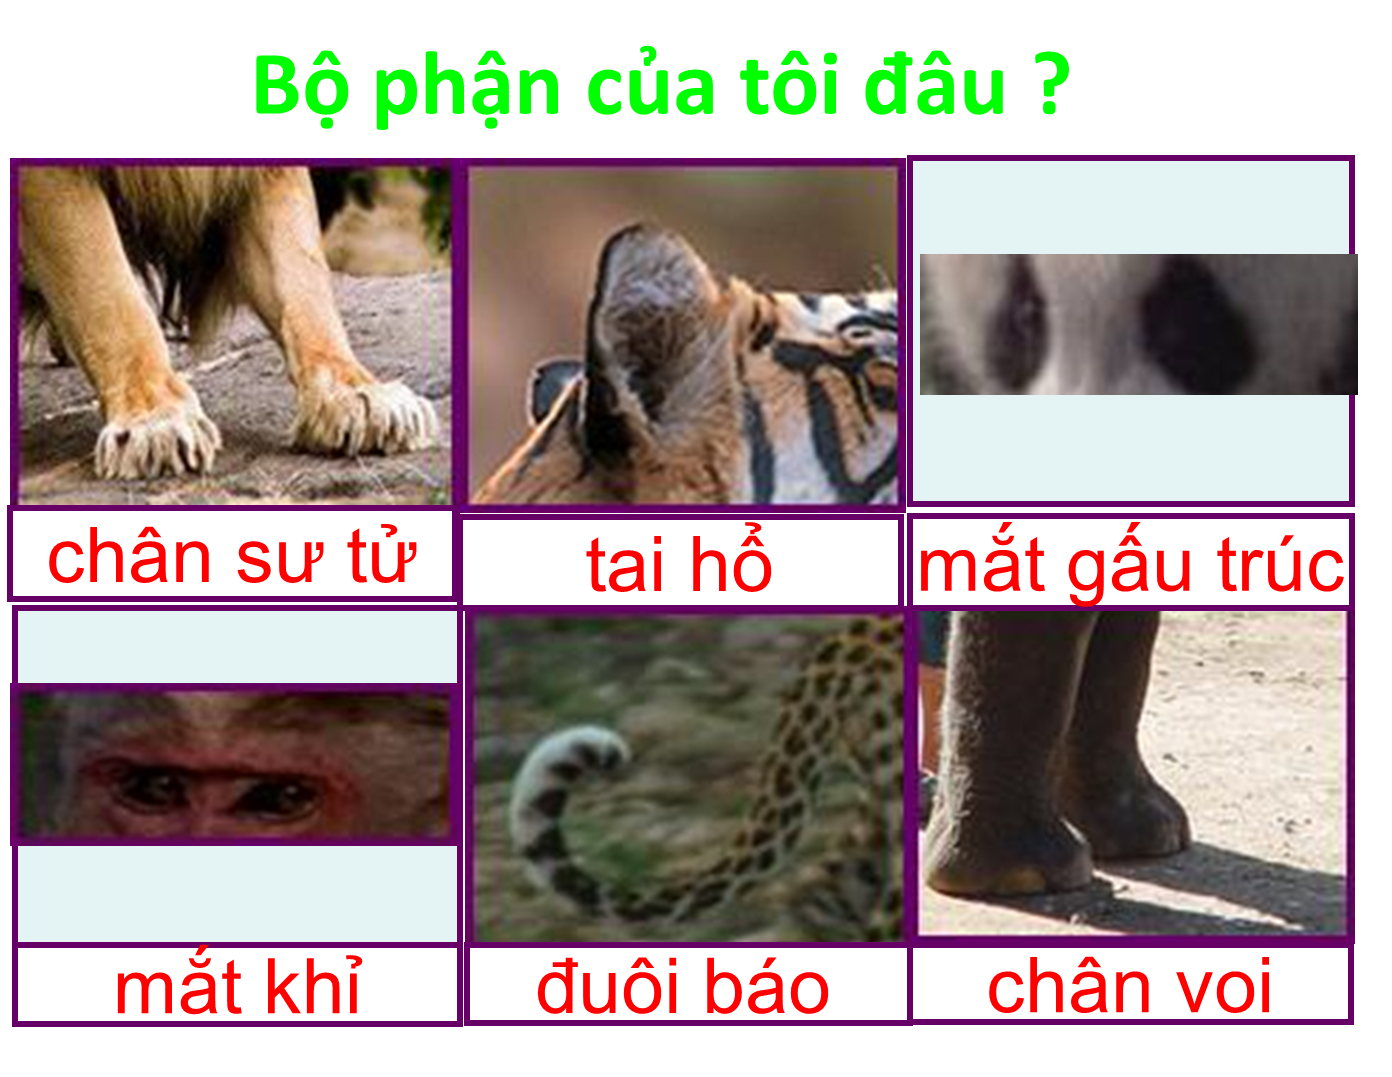 Bộ phận của tôi đâu ?
chân sư tử
tai hổ
mắt gấu trúc
mắt khỉ
đuôi báo
chân voi